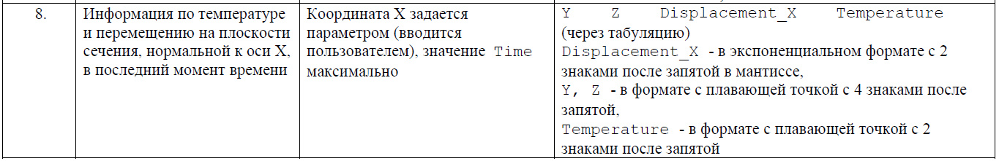 8.
Информация по температуре
и перемещению на плоскости
сечения, нормальной к оси X,
в последний момент времени
Координата X задается
параметром (вводится
пользователем), значение Time
максимально
Y Z Displacement_X Temperature
(через табуляцию)
Displacement_X - в экспоненциальном формате с 2
знаками после запятой в мантиссе,
Y, Z - в формате с плавающей точкой с 4 знаками после
запятой,
Temperature - в формате с плавающей точкой с 2
знаками после запятой